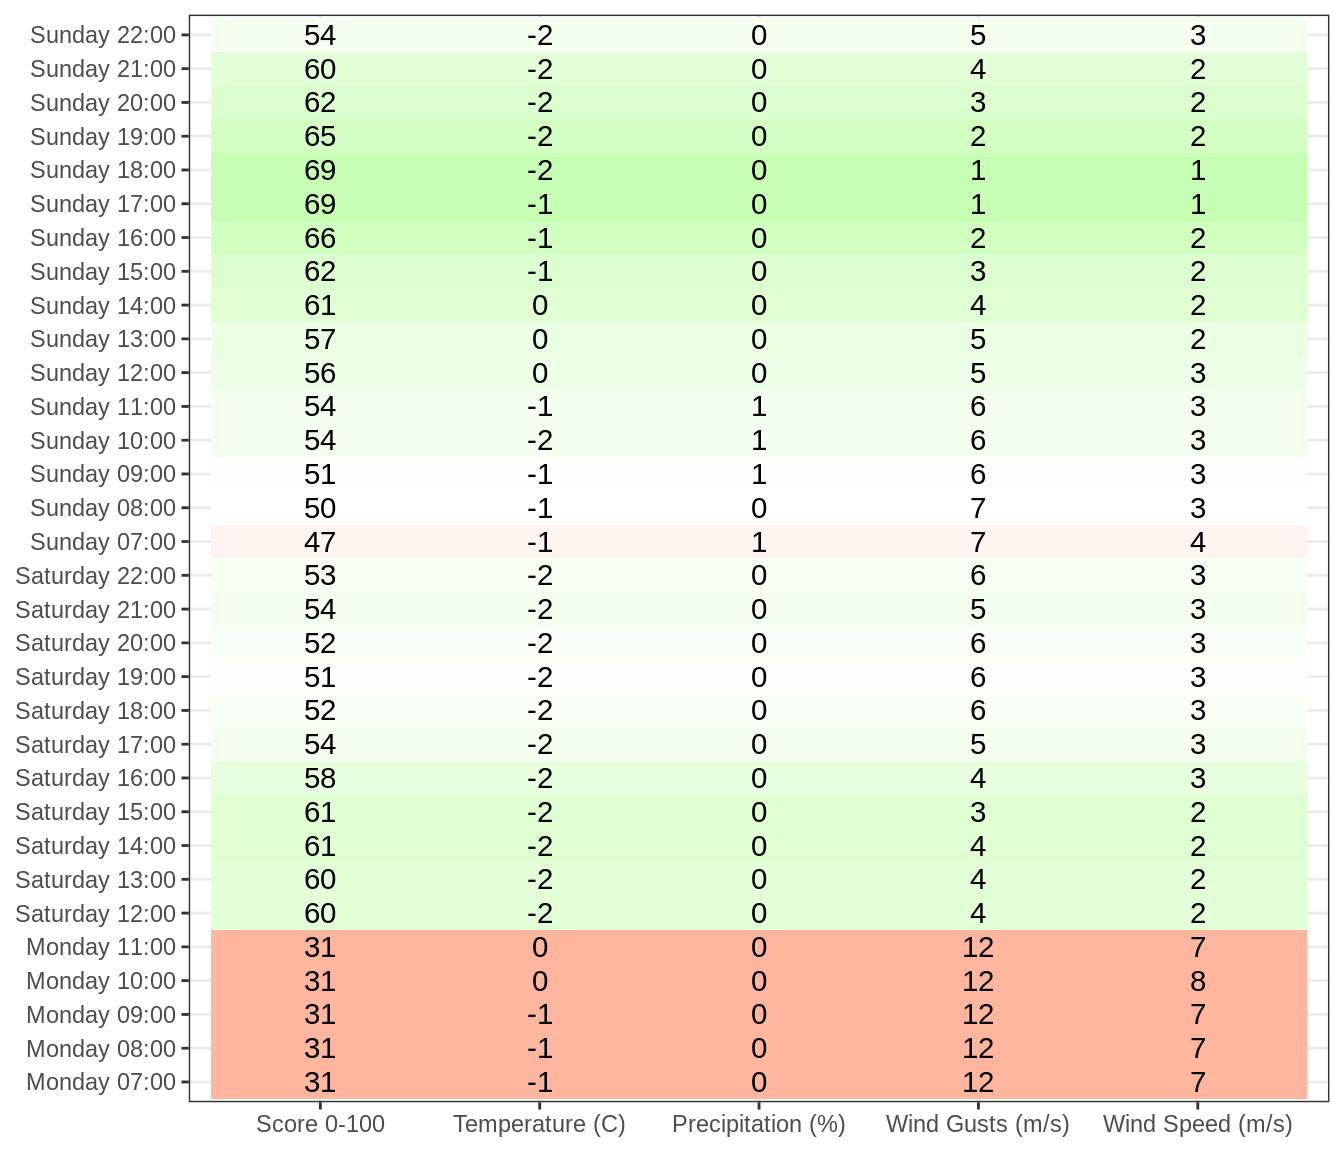 Sunday 22:00 54 -2 0 5 3
Sunday 21:00 60 -2 0 4 2
Sunday 20:00 62 -2 0 3 2
Sunday 19:00 65 -2 0 2 2
Sunday 18:00 69 -2 0 1 1
Sunday 17:00 69 -1 0 1 1
Sunday 16:00 66 -1 0 2 2
Sunday 15:00 62 -1 0 3 2
Sunday 14:00 61 0 0 4 2
Sunday 13:00 57 0 0 5 2
Sunday 12:00 56 0 0 5 3
Sunday 11:00 54 -1 1 6 3
Sunday 10:00 54 -2 1 6 3
Sunday 09:00 51 -1 1 6 3
Sunday 08:00 50 -1 0 7 3
Sunday 07:00 47 -1 1 7 4
Saturday 22:00 53 -2 0 6 3
Saturday 21:00 54 -2 0 5 3
Saturday 20:00 52 -2 0 6 3
Saturday 19:00 51 -2 0 6 3
Saturday 18:00 52 -2 0 6 3
Saturday 17:00 54 -2 0 5 3
Saturday 16:00 58 -2 0 4 3
Saturday 15:00 61 -2 0 3 2
Saturday 14:00 61 -2 0 4 2
Saturday 13:00 60 -2 0 4 2
Saturday 12:00 60 -2 0 4 2
Monday 11:00 31 0 0 12 7
Monday 10:00 31 0 0 12 8
Monday 09:00 31 -1 0 12 7
Monday 08:00 31 -1 0 12 7
Monday 07:00 31 -1 0 12 7
Score 0-100 Temperature (C) Precipitation (%) Wind Gusts (m/s) Wind Speed (m/s)